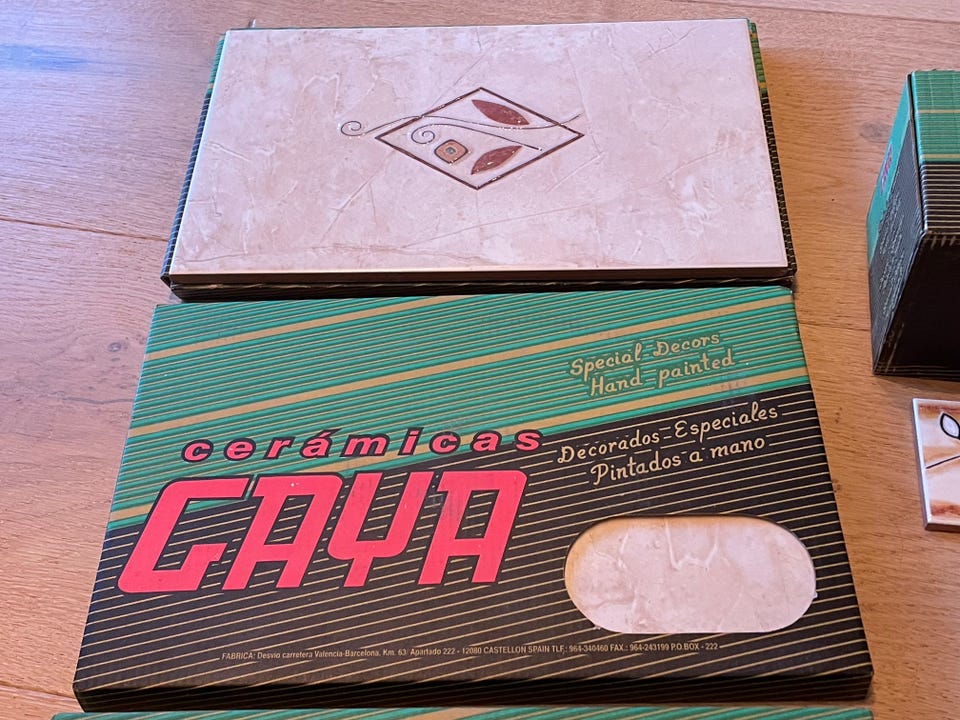 Special Decors
Hand painted
cerámicas
GAYA
Decorados Especiales
Pintados a mano
FABRICA: Desvio carretera Valencia-Barcelona, Km. 63 Apartado 222 - 12080 CASTELLON SPAIN TLF.: 964-340460 FAX.: 964-243199 P.O.BOX - 222